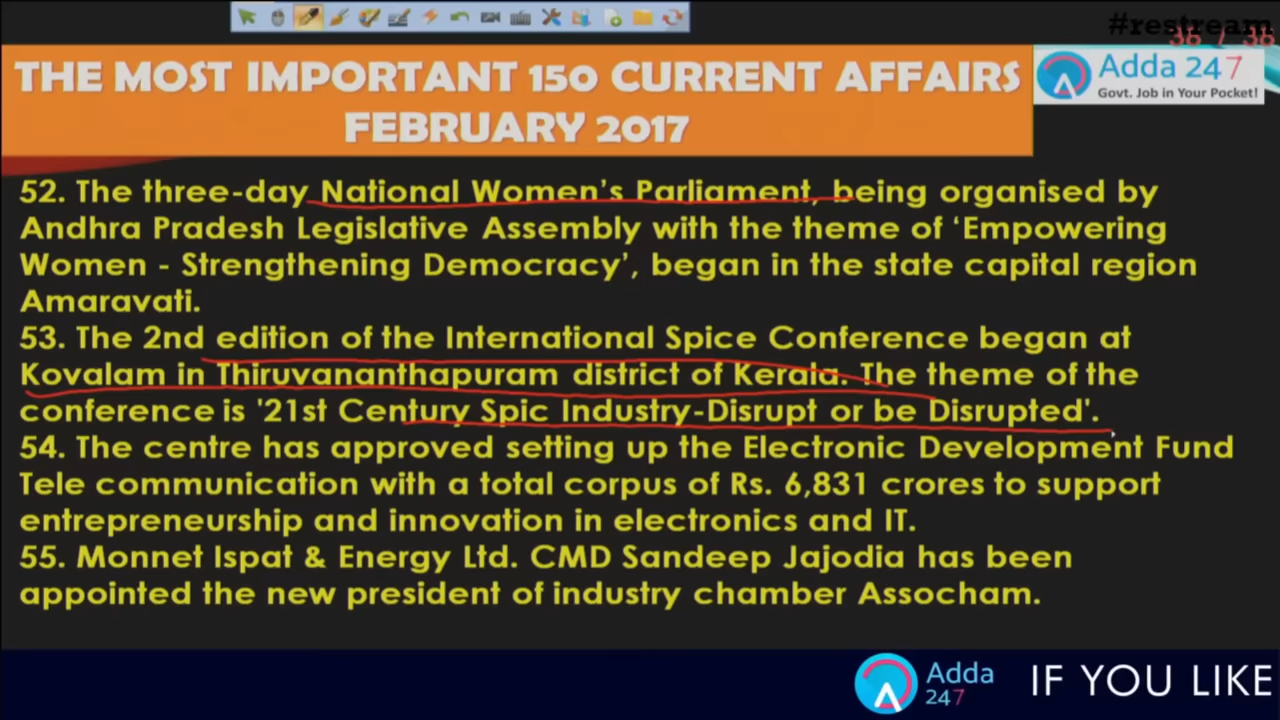 #restream
36 / 38
THE MOST IMPORTANT 150 CURRENT AFFAIRS
FEBRUARY 2017
Adda 247
Govt. Job in Your Pocket!
52. The three-day National Women's Parliament, being organised by
Andhra Pradesh Legislative Assembly with the theme of ‘Empowering
Women - Strengthening Democracy’, began in the state capital region
Amaravati.
53. The 2nd edition of the International Spice Conference began at
Kovalam in Thiruvananthapuram district of Kerala. The theme of the
conference is '21st Century Spic Industry-Disrupt or be Disrupted'.
54. The centre has approved setting up the Electronic Development Fund
Tele communication with a total corpus of Rs. 6,831 crores to support
entrepreneurship and innovation in electronics and IT.
55. Monnet Ispat & Energy Ltd. CMD Sandeep Jajodia has been
appointed the new president of industry chamber Assocham.
Adda
247
IF YOU LIKE